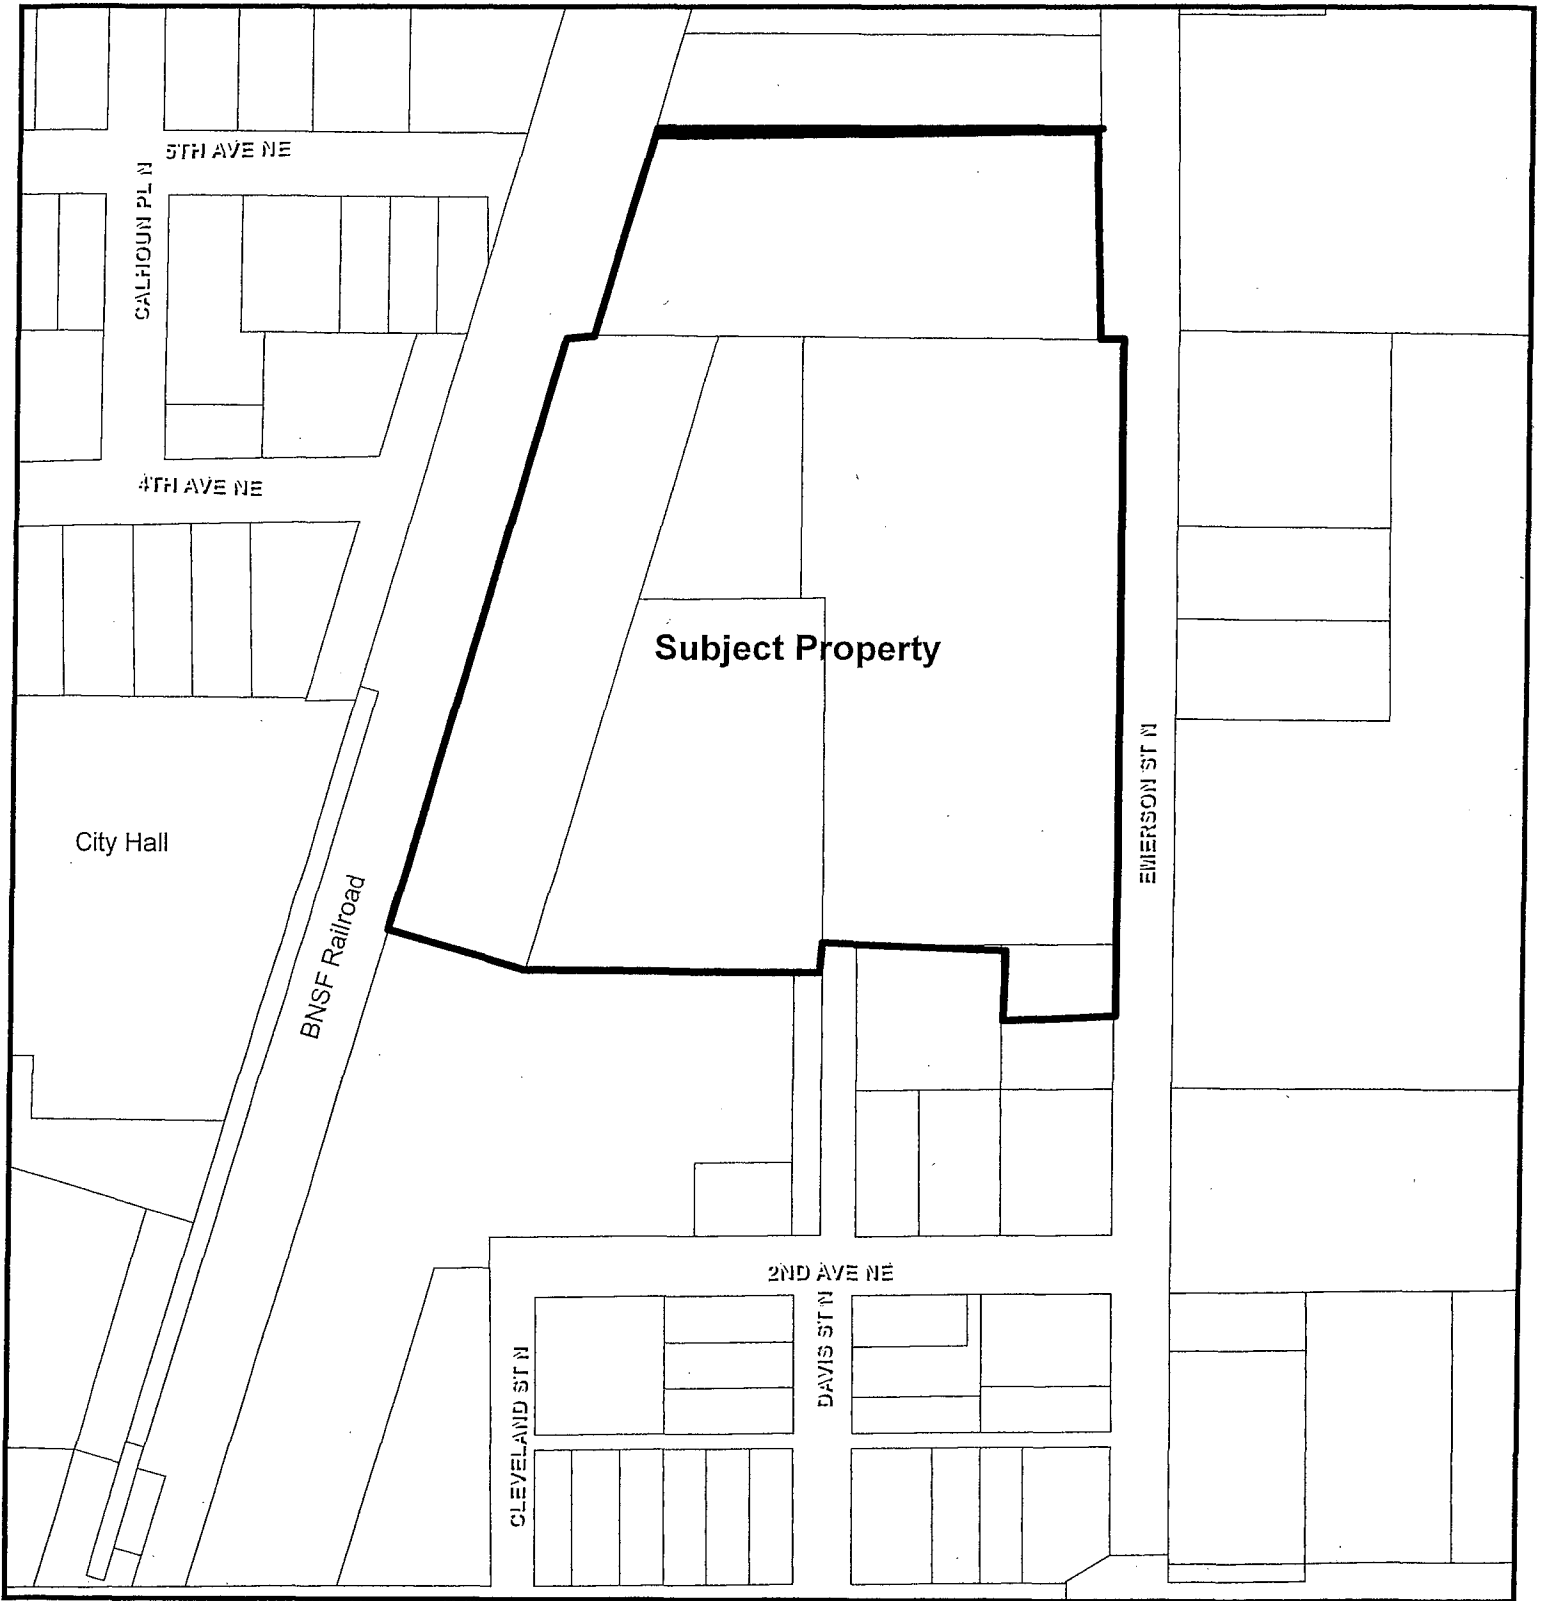 5TH AVE NE
CALHOUN PL N
4TH AVE NE
Subject Property
EMERSON ST N
City Hall
BNSF Railroad
2ND AVE NE
DAVIS ST N
CLEVELAND ST N